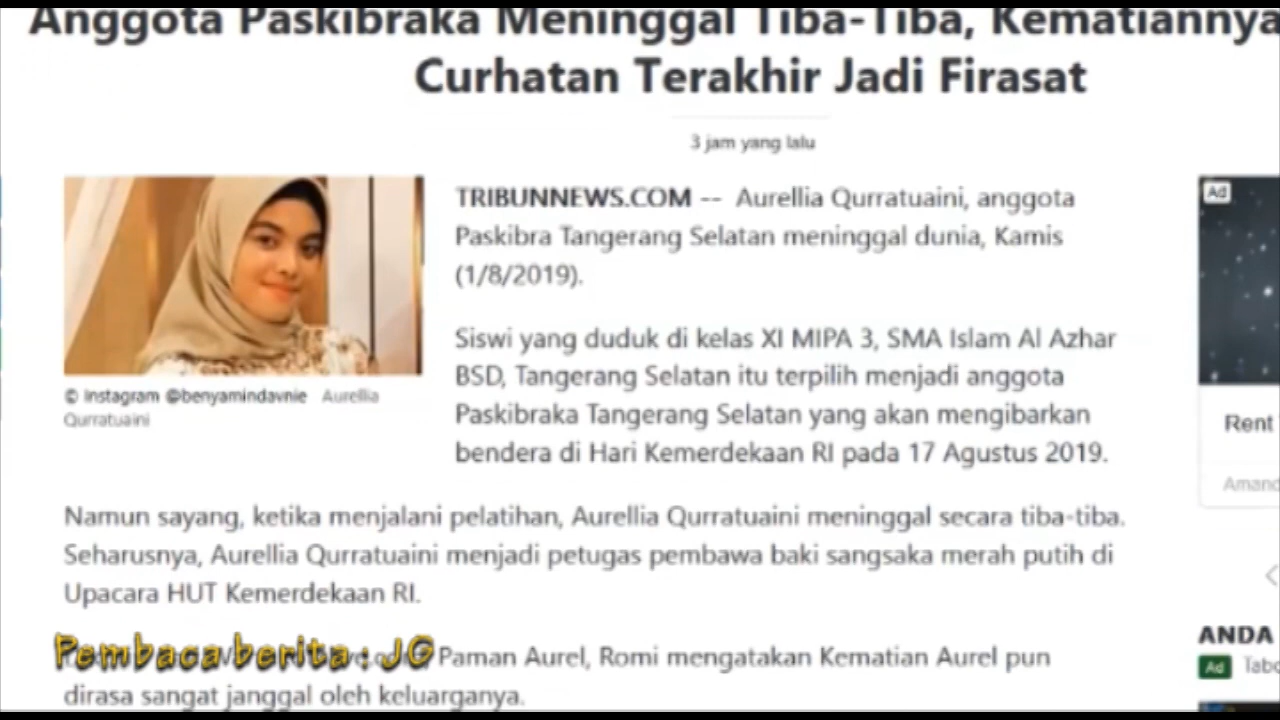 Anggota Paskibraka Meninggal Tiba-Tiba, Kematiannya
Curhatan Terakhir Jadi Firasat
3 jam yang lalu
TRIBUNNEWS.COM -- Aurellia Qurratuaini, anggota
Paskibra Tangerang Selatan meninggal dunia, Kamis
(1/8/2019).
Siswi yang duduk di kelas XI MIPA 3, SMA Islam Al Azhar
BSD, Tangerang Selatan itu terpilih menjadi anggota
Paskibraka Tangerang Selatan yang akan mengibarkan
bendera di Hari Kemerdekaan RI pada 17 Agustus 2019.
© Instagram @benyamindavnie Aurellia
Qurratuaini
Namun sayang, ketika menjalani pelatihan, Aurellia Qurratuaini meninggal secara tiba-tiba.
Seharusnya, Aurellia Qurratuaini menjadi petugas pembawa baki sangsaka merah putih di
Upacara HUT Kemerdekaan RI.
Pembaca berita : JG
Paman Aurel, Romi mengatakan Kematian Aurel pun
dirasa sangat janggal oleh keluarganya.
Ad
Rent
Amand
ANDA
Ad Tabo